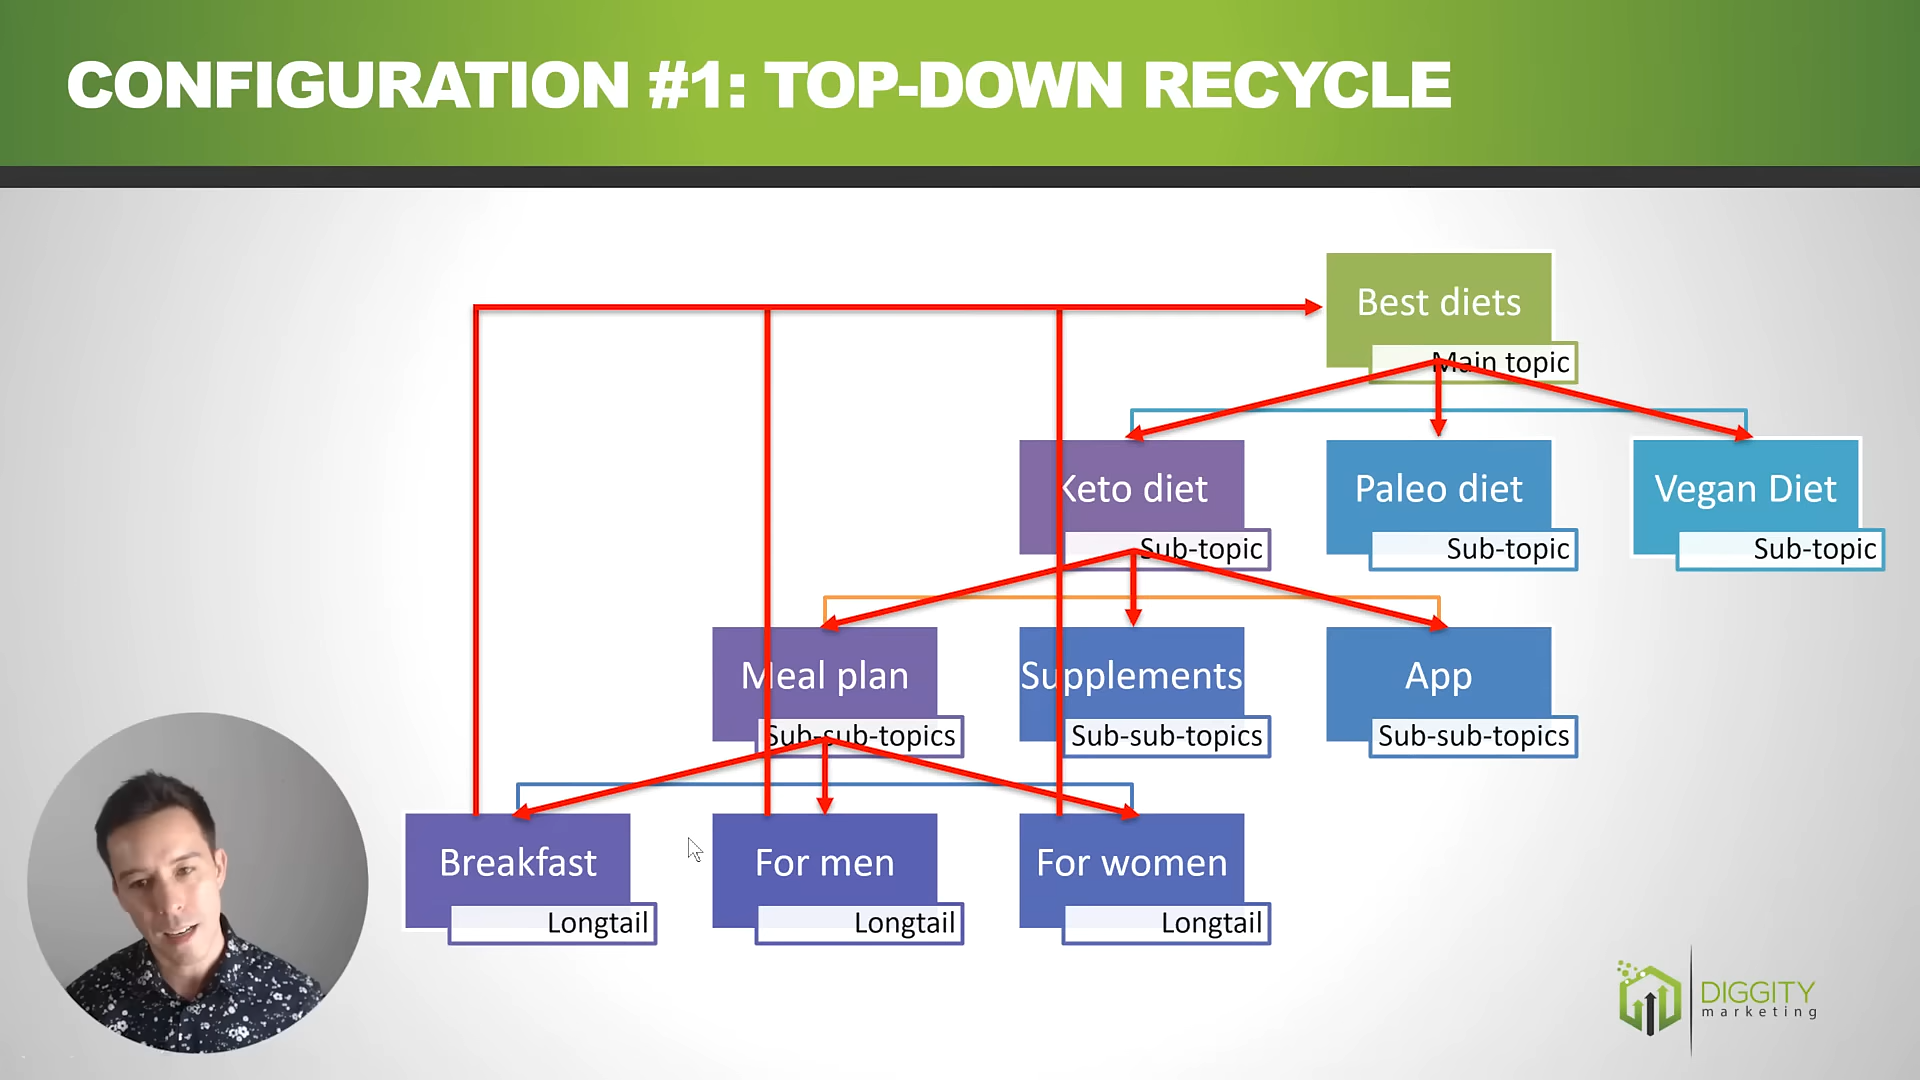 CONFIGURATION #1: TOP-DOWN RECYCLE
Best diets
Main topic
Keto diet
Sub-topic
Paleo diet
Sub-topic
Vegan Diet
Sub-topic
Meal plan
Sub-sub-topics
Supplements
Sub-sub-topics
App
Sub-sub-topics
Breakfast
Longtail
For men
Longtail
For women
Longtail
DIGGITY
marketing